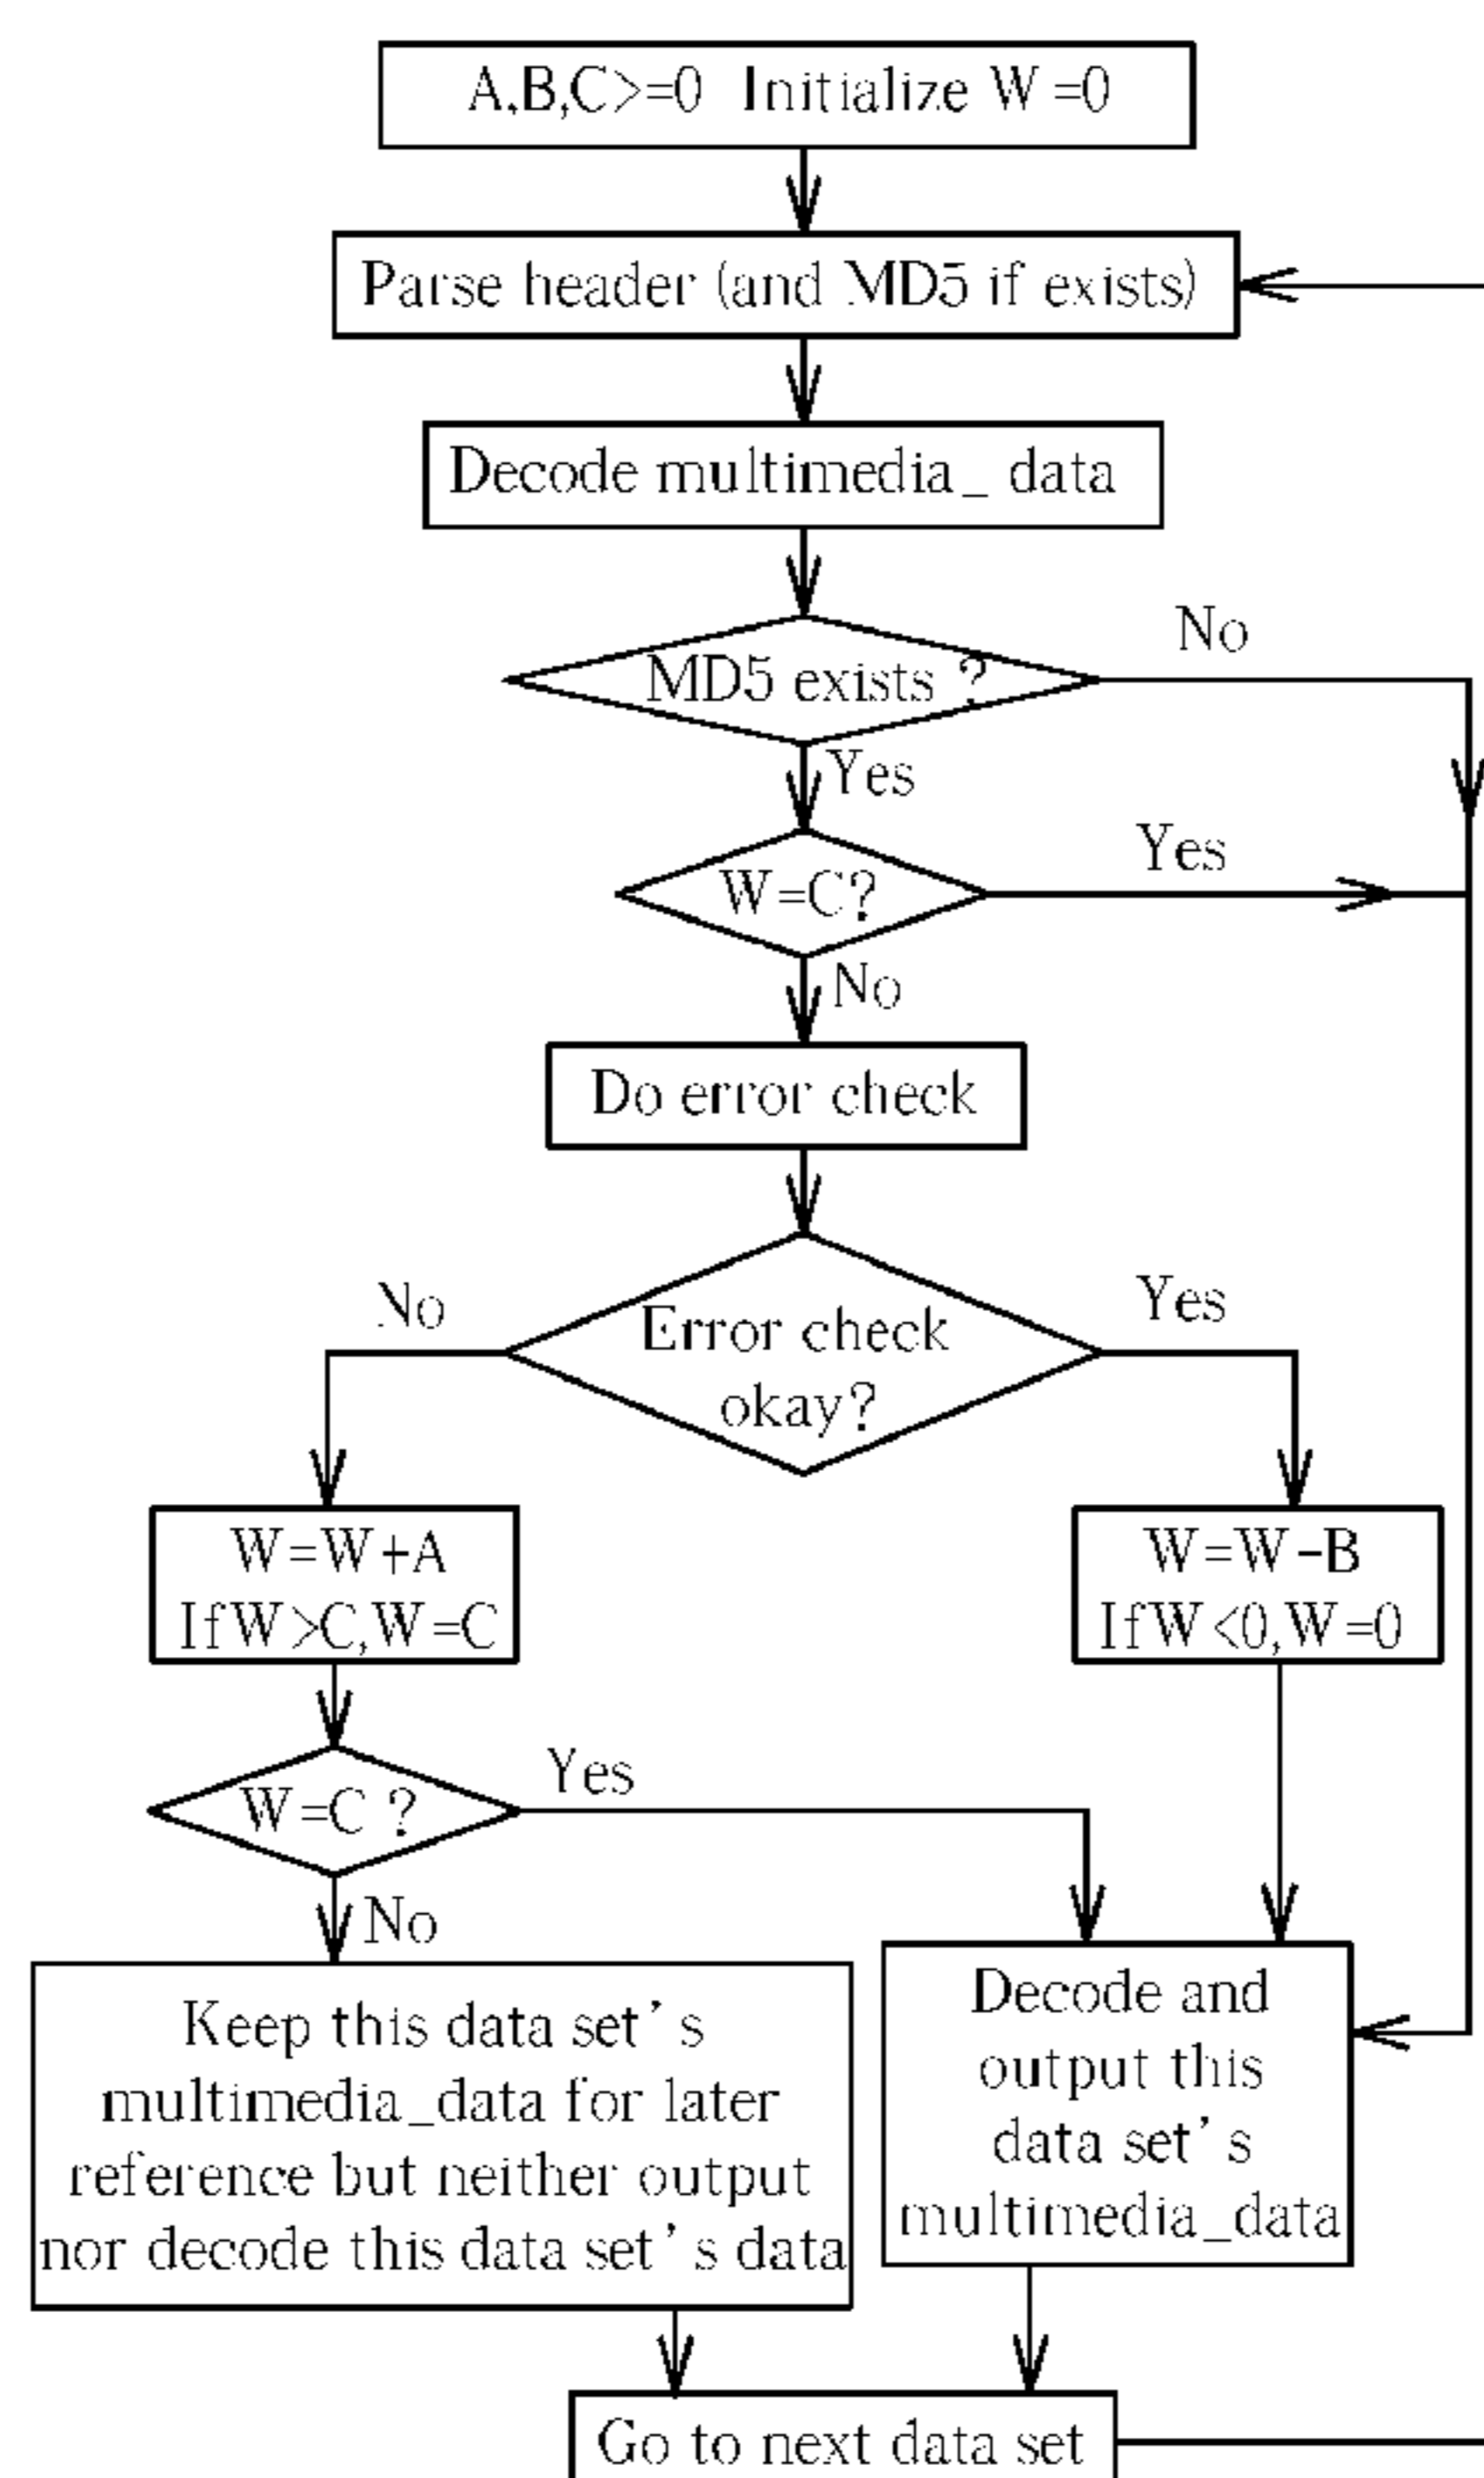 A,B,C>=0 Initialize W=0
Parse header (and MD5 if exists)
Decode multimedia_ data
MD5 exists ?
No
Yes
W=C?
Yes
No
Do error check
Error check
okay?
No
Yes
W=W+A
If W>C,W=C
W=W-B
If W<0,W=0
W=C ?
Yes
No
Keep this data set's
multimedia_data for later
reference but neither output
nor decode this data set's data
Decode and
output this
data set's
multimedia_data
Go to next data set